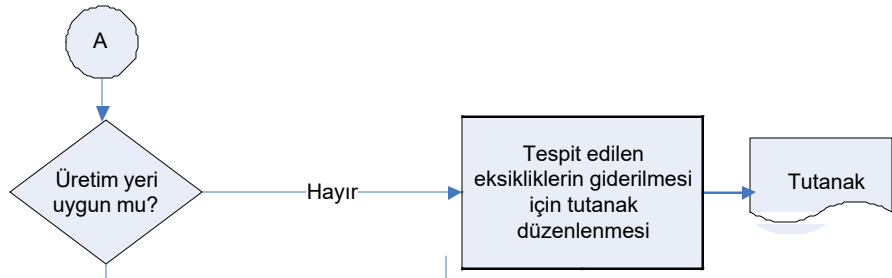 A
Üretim yeri
uygun mu?
Hayır
Tespit edilen
eksikliklerin giderilmesi
için tutanak
düzenlenmesi
Tutanak